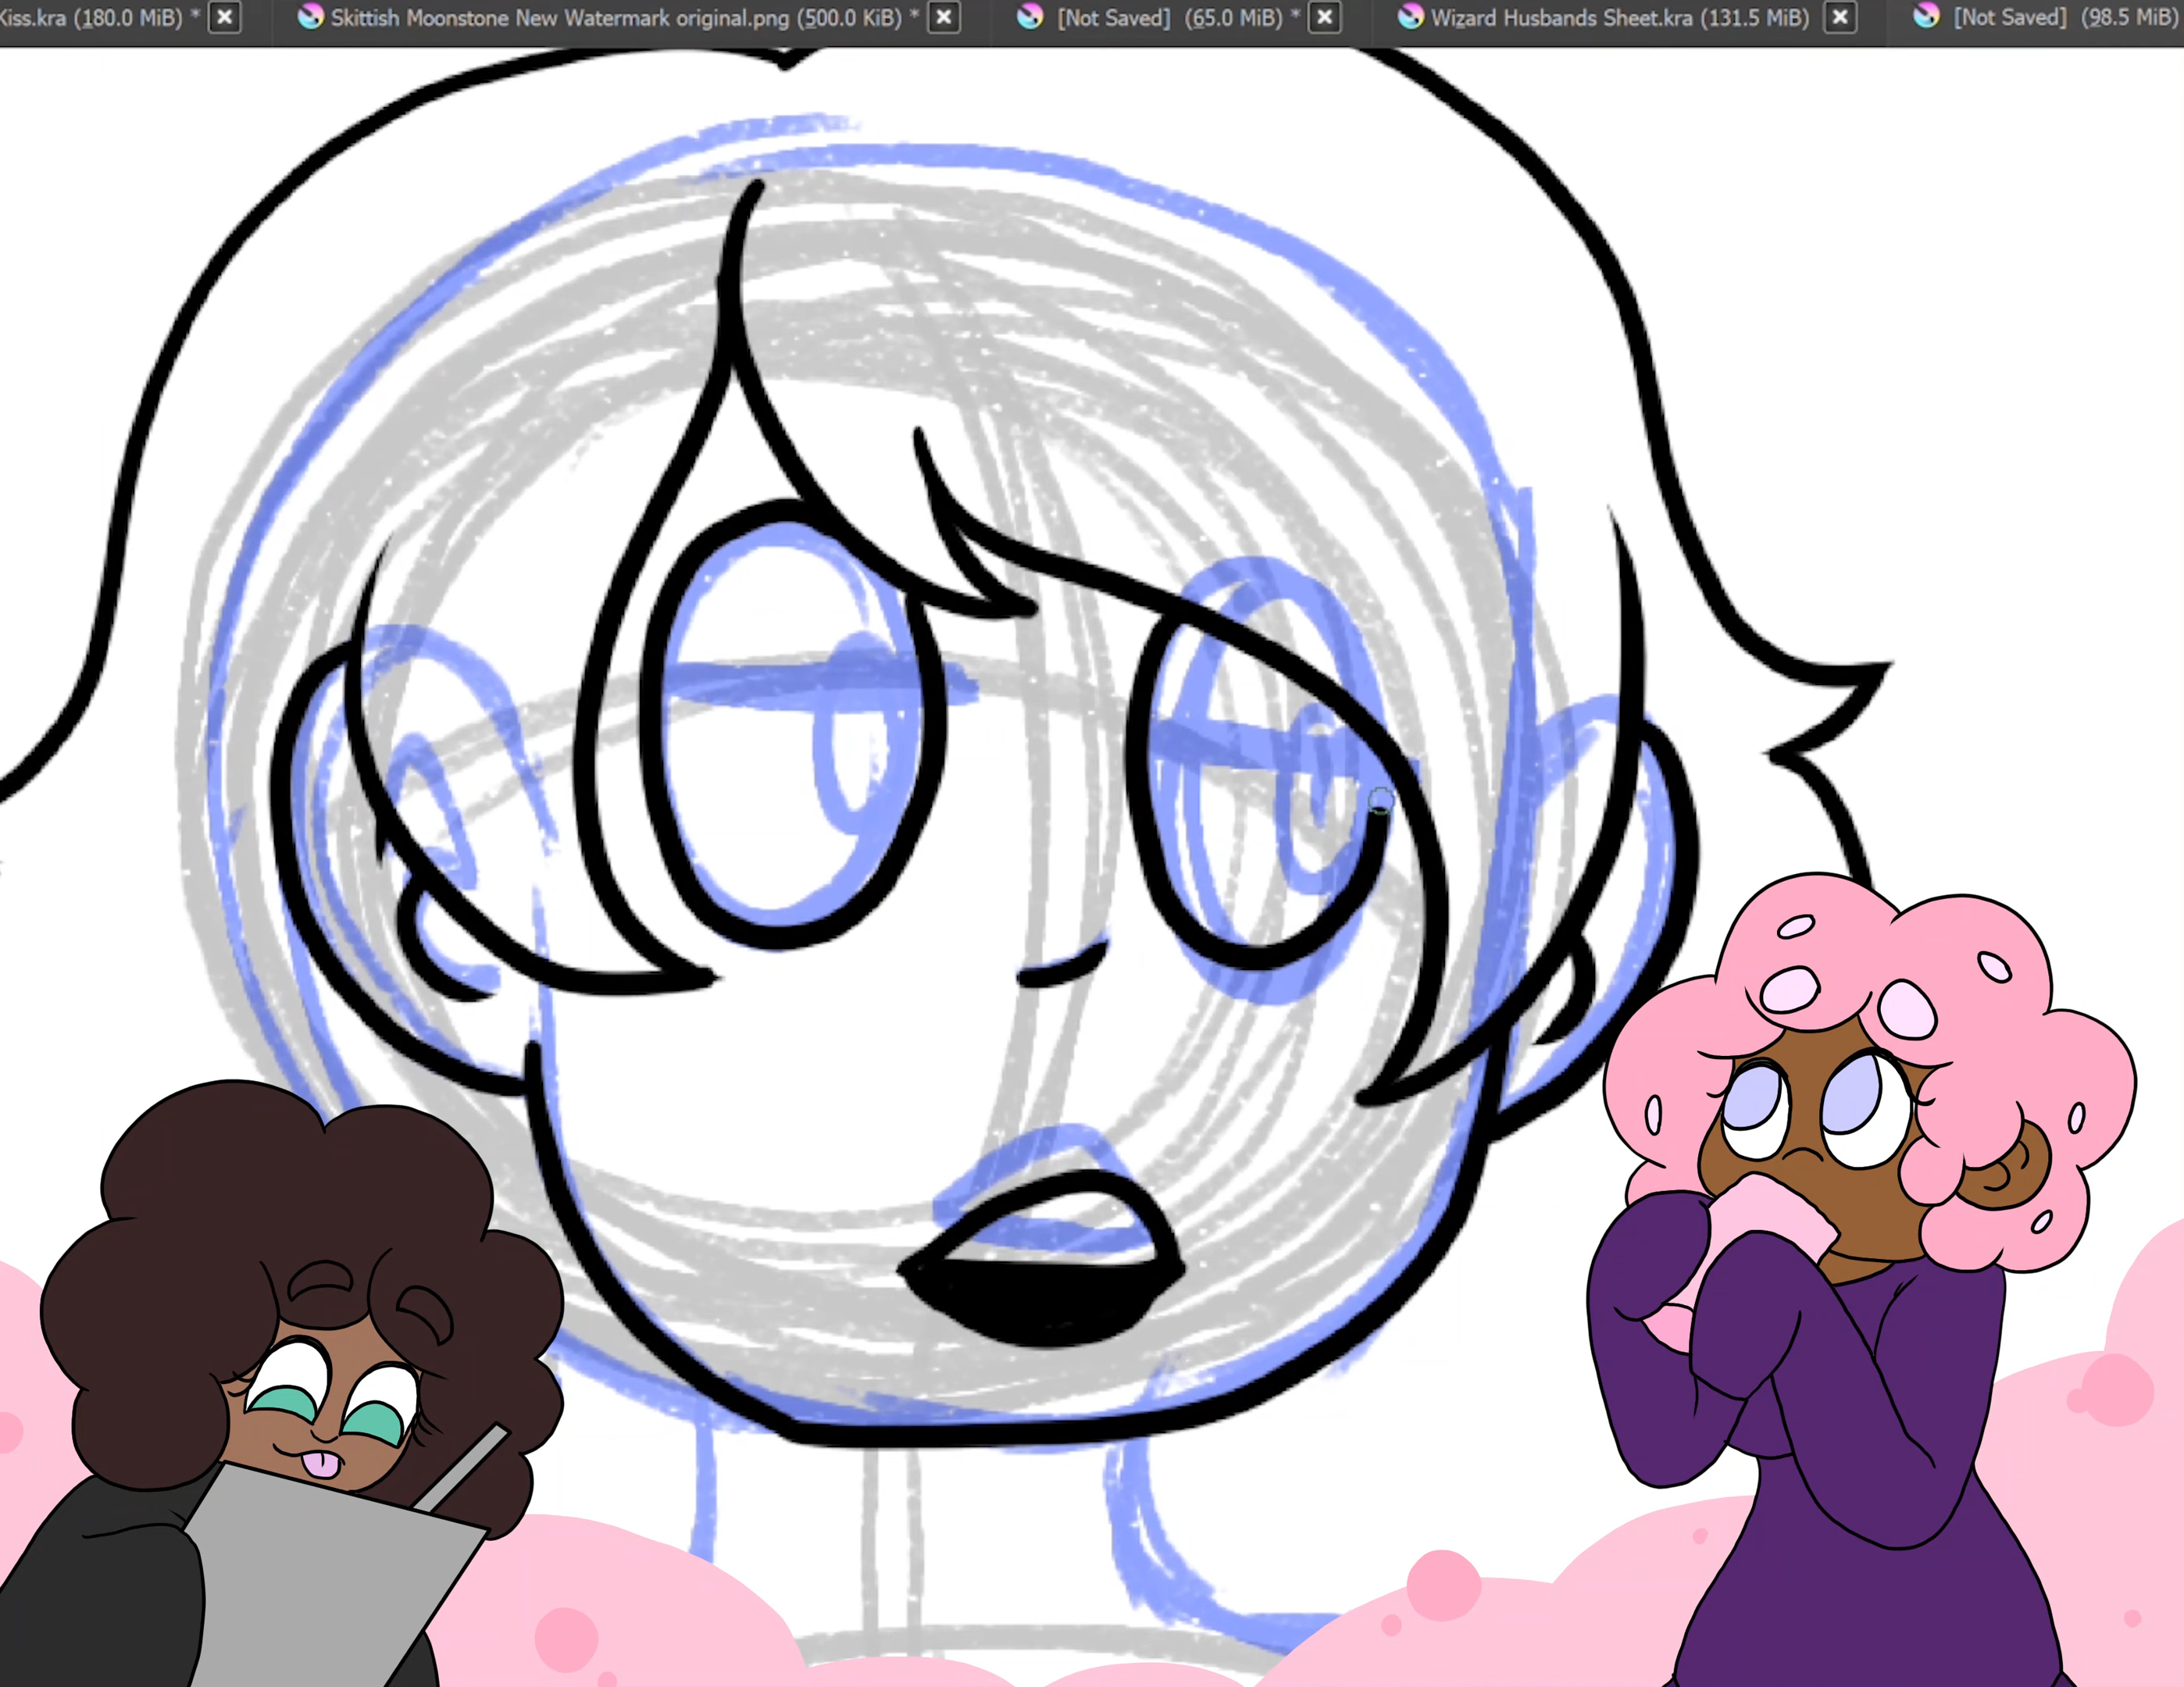 Kiss.kra (180.0 MiB) * Skittish Moonstone New Watermark original.png (500.0 KiB) * [Not Saved] (65.0 MiB) * Wizard Husbands Sheet.kra (131.5 MiB) [Not Saved] (98.5 MiB)